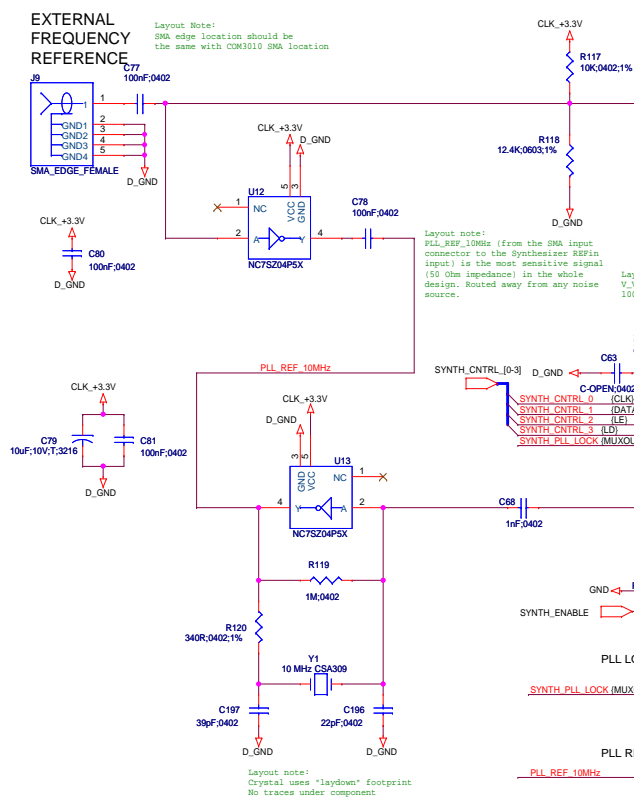 EXTERNAL
FREQUENCY
REFERENCE
Layout Note:
SMA edge location should be
the same with COM3010 SMA location
CLK_+3.3V
R117
10K;0402;1%
R118
12.4K;0603;1%
D_GND
J9
1
1
GND1
2
GND2
3
GND3
4
GND4
5
SMA_EDGE_FEMALE
D_GND
C77
100nF;0402
CLK_+3.3V
D_GND
5
3
U12
1
NC
VCC
GND
2
A
Y
4
NC7SZ04P5X
C78
100nF;0402
CLK_+3.3V
C80
100nF;0402
D_GND
Layout note:
PLL_REF_10MHz (from the SMA input
connector to the Synthesizer REFin
input) is the most sensitive signal
(50 Ohm impedance) in the whole
design. Routed away from any noise
source.
PLL_REF_10MHz
C63
D_GND
C-OPEN;0402
SYNTH_CNTRL_[0-3]
SYNTH_CNTRL_0 {CLK}
SYNTH_CNTRL_1 {DATA
SYNTH_CNTRL_2 {LE}
SYNTH_CNTRL_3 {LD}
SYNTH_PLL_LOCK {MUXOU
CLK_+3.3V
C79
10uF;10V;T;3216
C81
100nF;0402
D_GND
CLK_+3.3V
D_GND
3
5
U13
GND
VCC
NC
1
4
Y
A
2
NC7SZ04P5X
C68
1nF;0402
R119
1M;0402
R120
340R;0402;1%
Y1
10 MHz CSA309
C197
39pF;0402
C196
22pF;0402
D_GND
D_GND
Layout note:
Crystal uses "laydown" footprint
No traces under component
GND
SYNTH_ENABLE
PLL LO
SYNTH_PLL_LOCK {MUXO
PLL RE
PLL_REF_10MHz